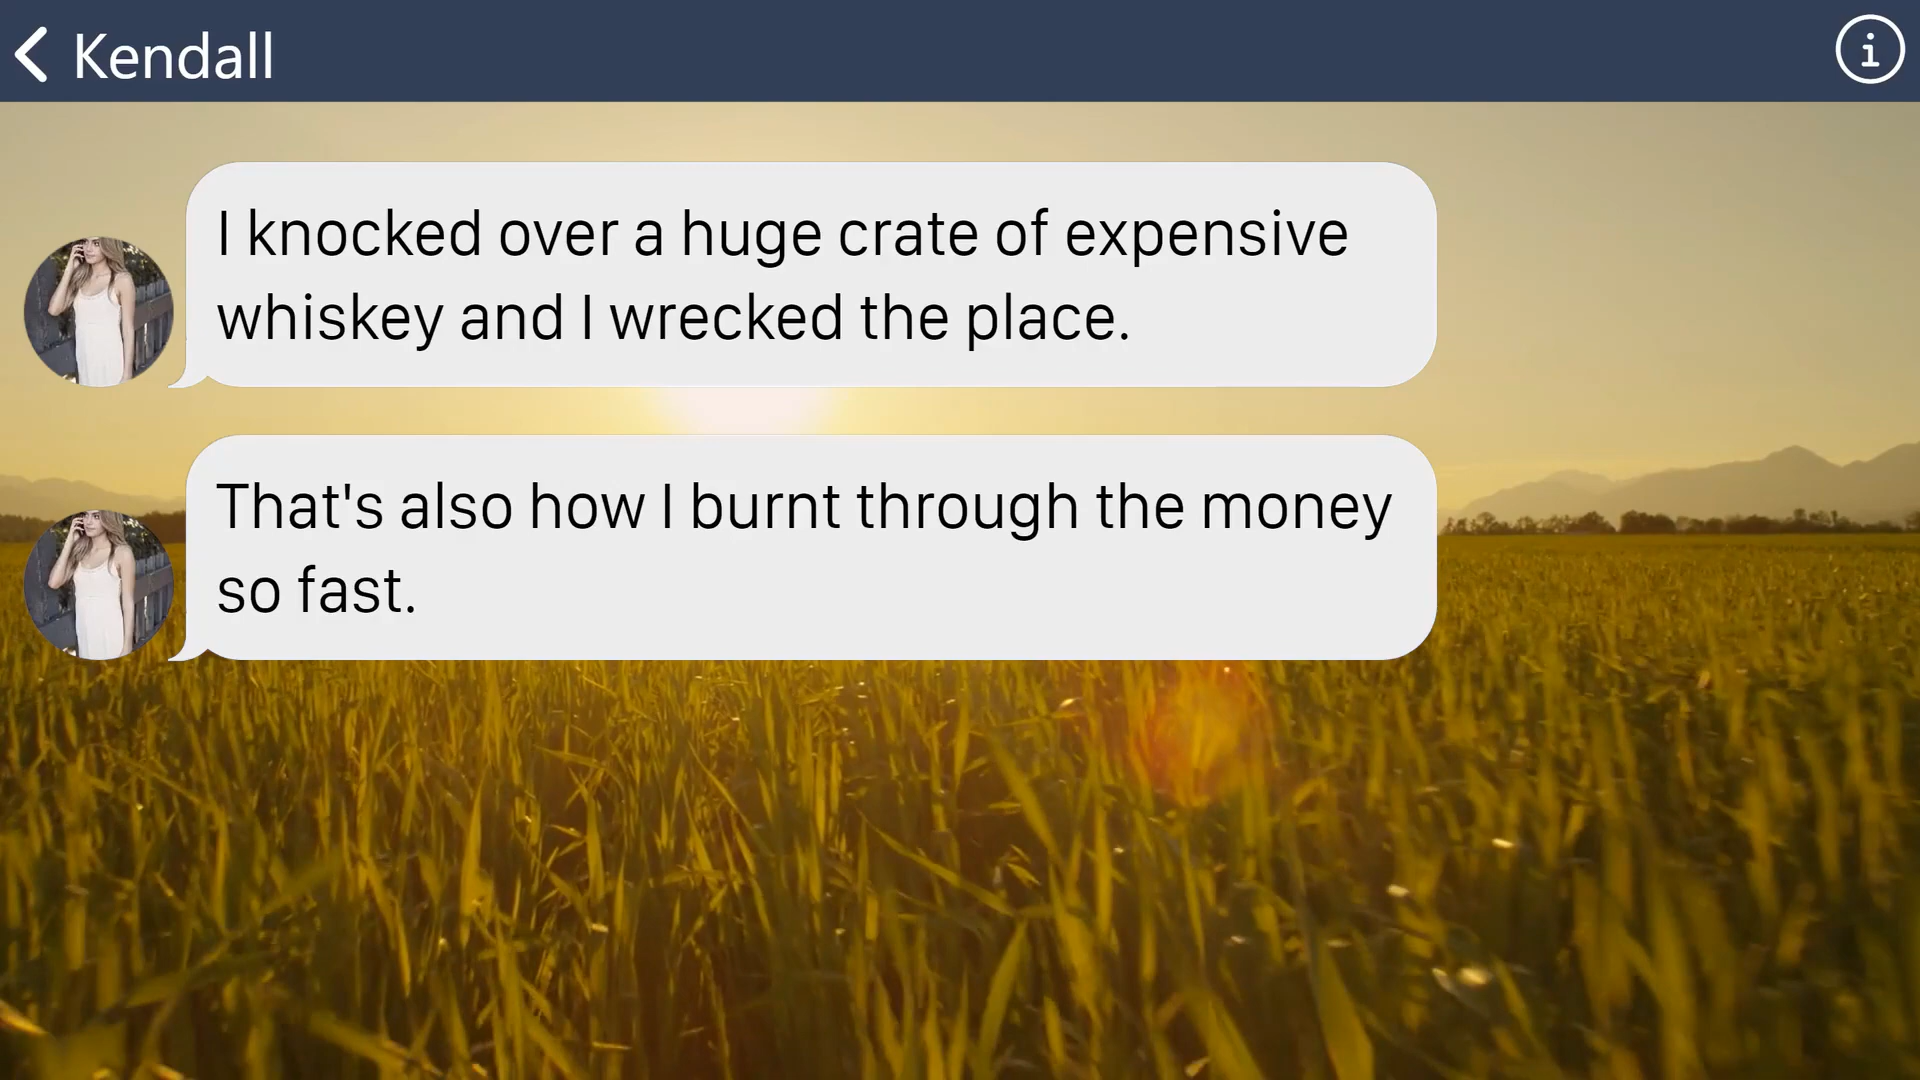 Kendall
I knocked over a huge crate of expensive
whiskey and I wrecked the place.
That's also how I burnt through the money
so fast.